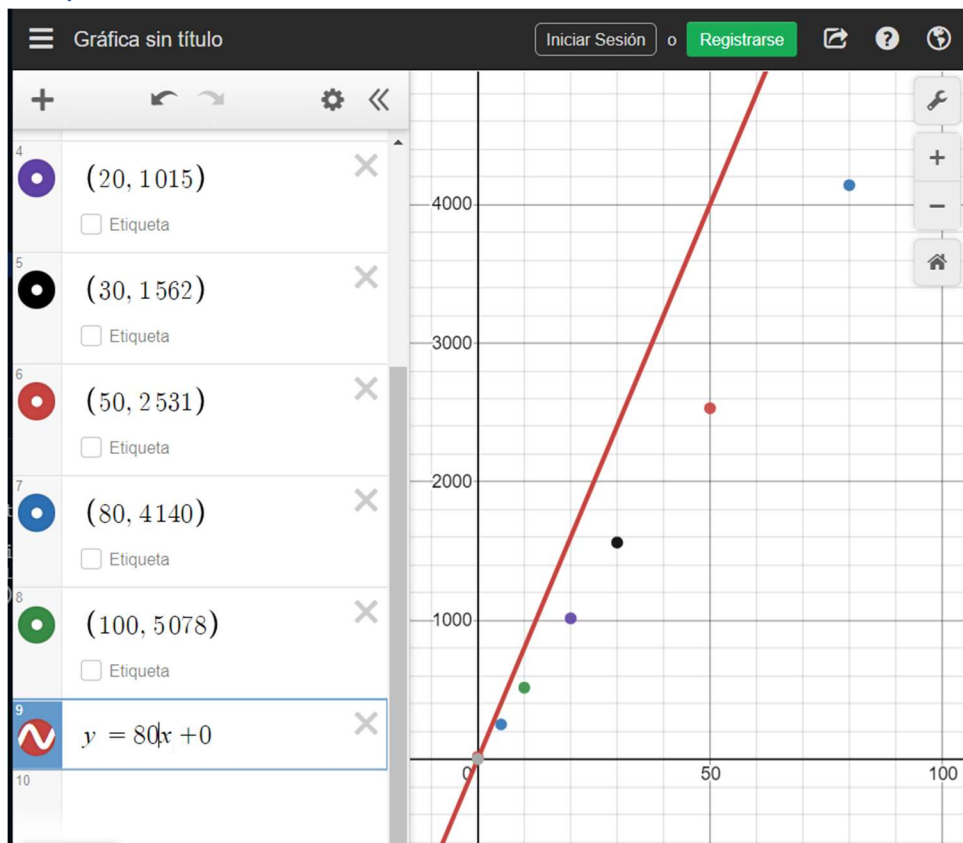 Gráfica sin título
Iniciar Sesión o Registrarse
4
(20, 1015)
Etiqueta
5
(30, 1562)
Etiqueta
6
(50, 2531)
Etiqueta
7
(80, 4140)
Etiqueta
8
(100, 5078)
Etiqueta
9
y = 80x +0
10
4000
3000
2000
1000
0 50 100